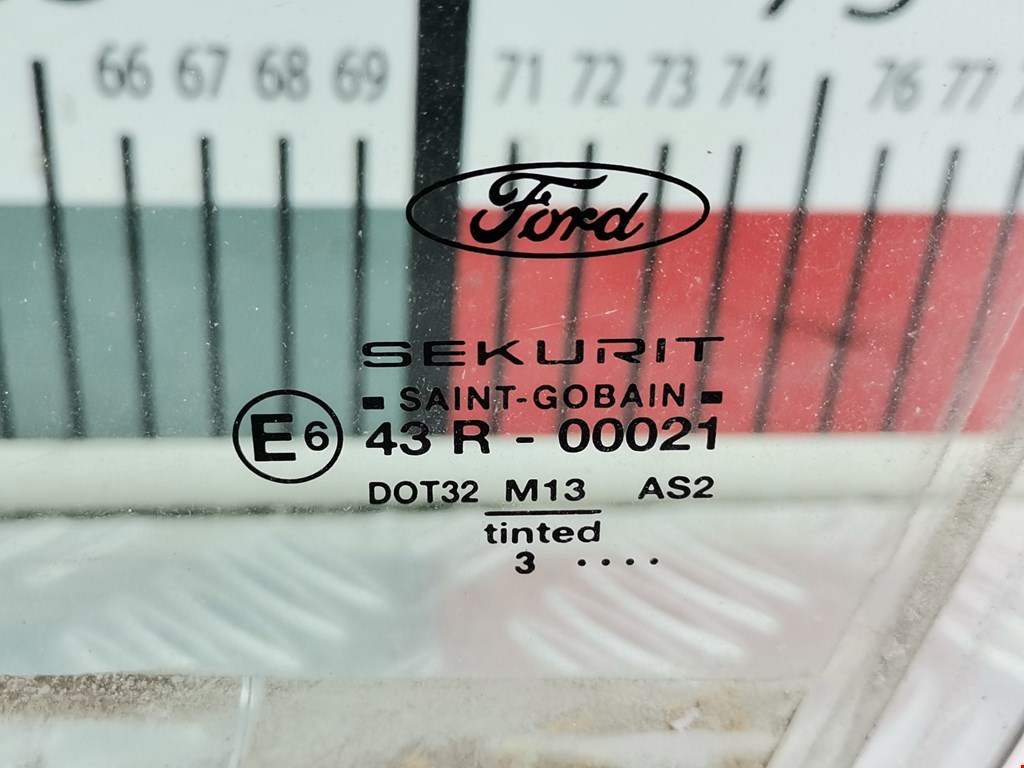 66 67 68 69 71 72 73 74 76 77
Ford
SEKURIT
SAINT-GOBAIN
E6 43 R - 00021
DOT32 M13 AS2
tinted
3 ....